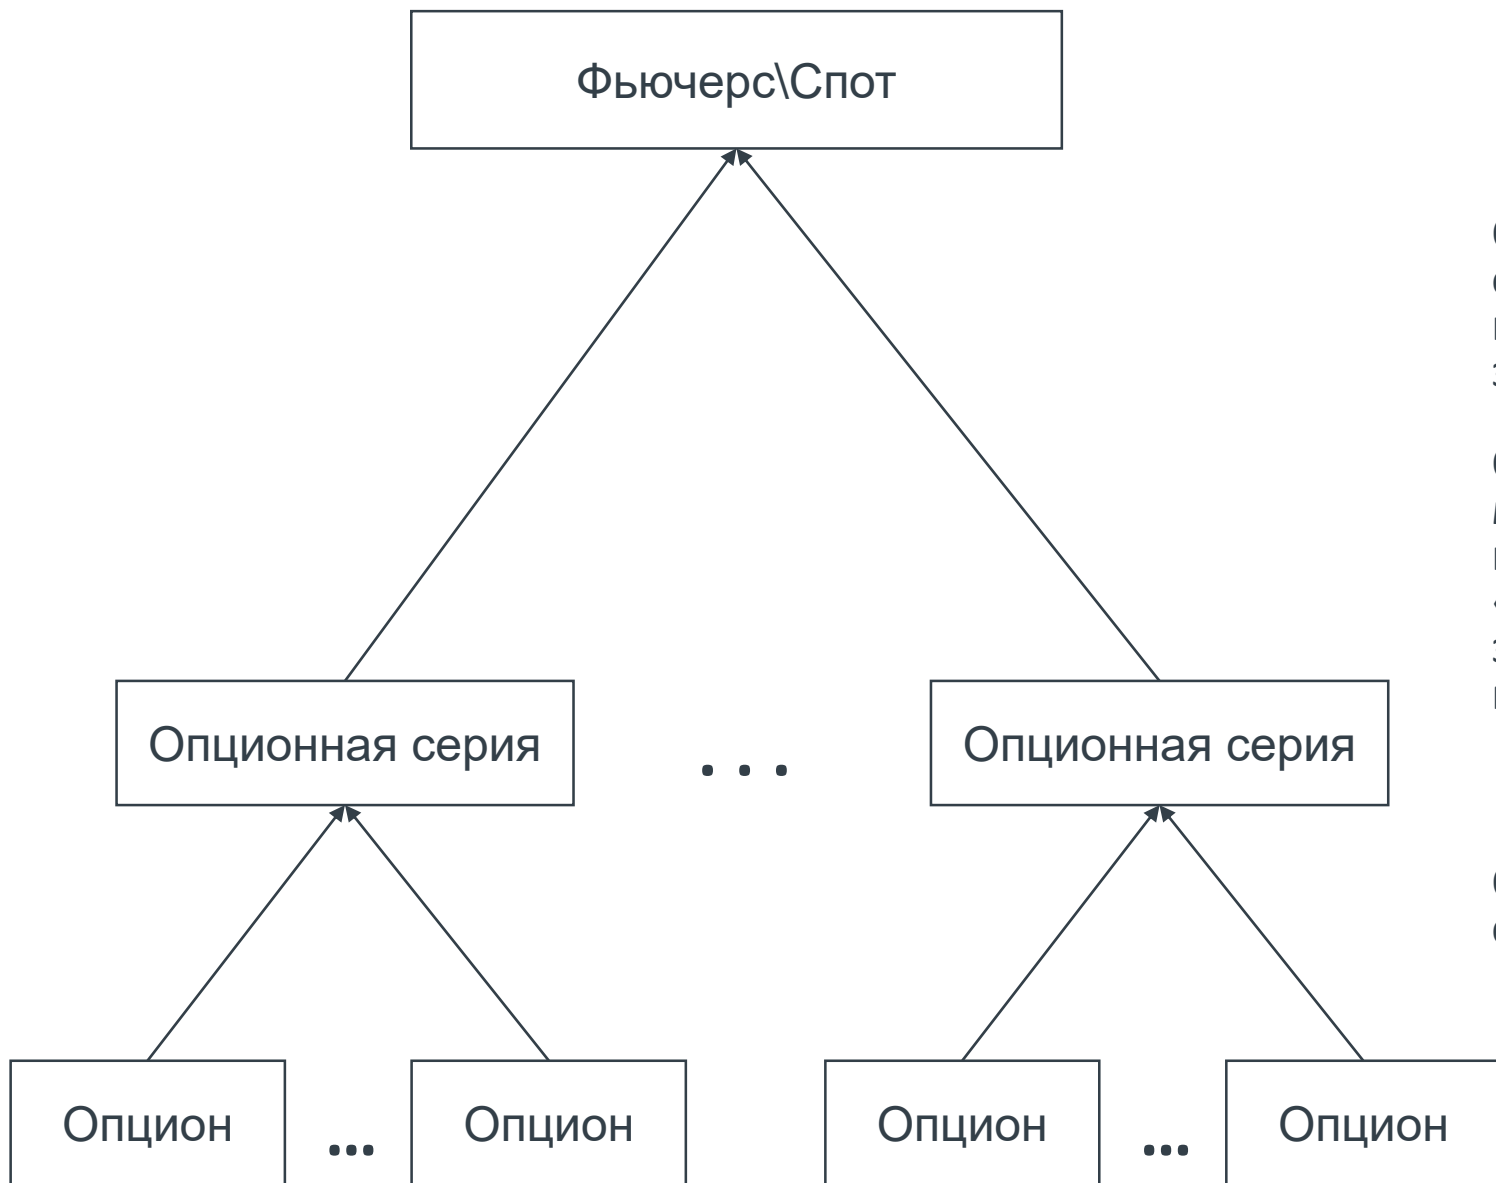 Фьючерс\Спот
Опционная серия
. . .
Опционная серия
Опцион
...
Опцион
Опцион
...
Опцион